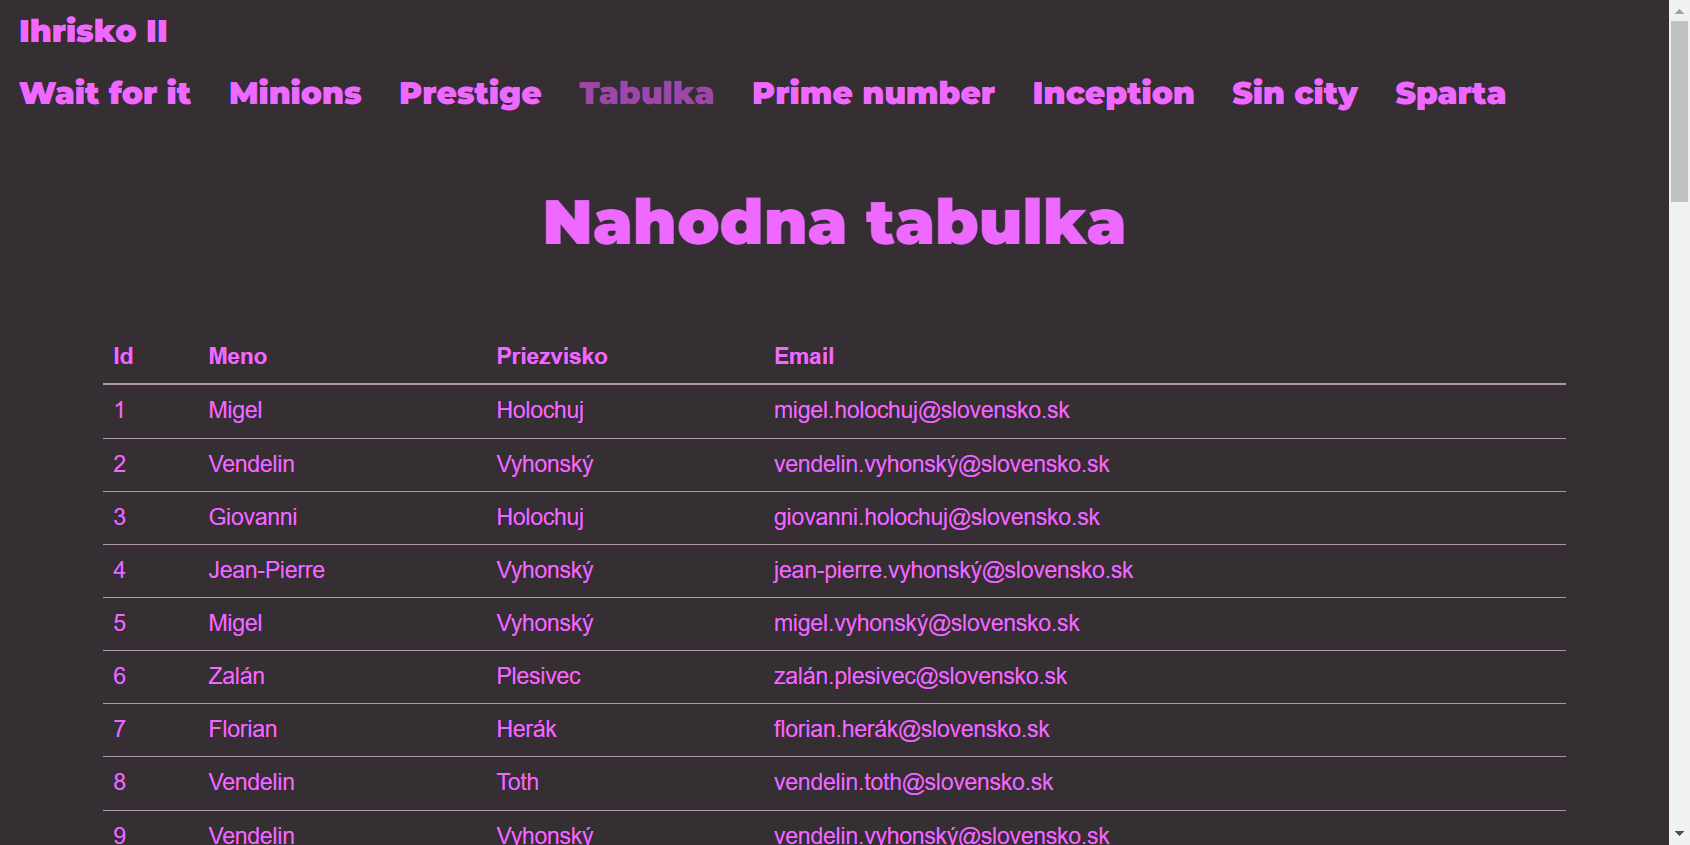 Ihrisko II
Wait for it Minions Prestige Tabulka Prime number Inception Sin city Sparta
Nahodna tabulka
Id Meno Priezvisko Email
1 Migel Holochuj migel.holochuj@slovensko.sk
2 Vendelin Vyhonský vendelin.vyhonský@slovensko.sk
3 Giovanni Holochuj giovanni.holochuj@slovensko.sk
4 Jean-Pierre Vyhonský jean-pierre.vyhonský@slovensko.sk
5 Migel Vyhonský migel.vyhonský@slovensko.sk
6 Zalán Plesivec zalán.plesivec@slovensko.sk
7 Florian Herák florian.herák@slovensko.sk
8 Vendelin Toth vendelin.toth@slovensko.sk
9 Vendelin Vyhonský vendelin.vyhonský@slovensko.sk